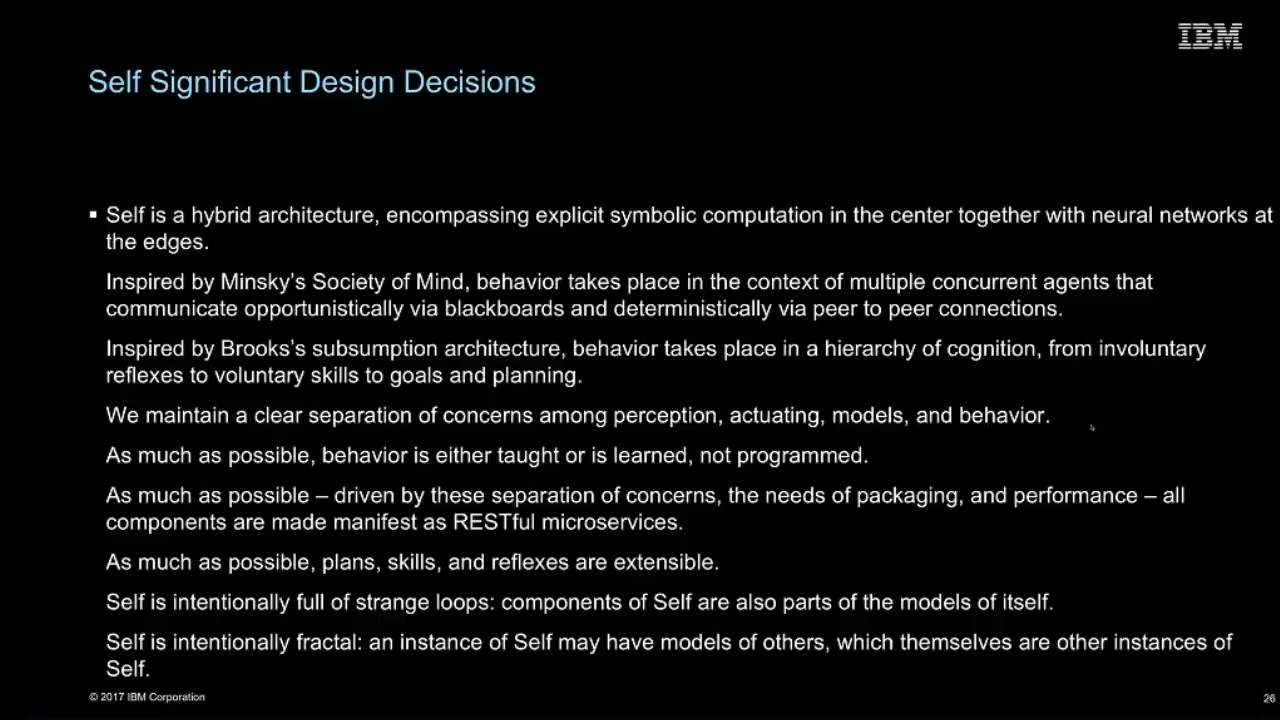 IBM
Self Significant Design Decisions
▪ Self is a hybrid architecture, encompassing explicit symbolic computation in the center together with neural networks at
the edges.
Inspired by Minsky’s Society of Mind, behavior takes place in the context of multiple concurrent agents that
communicate opportunistically via blackboards and deterministically via peer to peer connections.
Inspired by Brooks’s subsumption architecture, behavior takes place in a hierarchy of cognition, from involuntary
reflexes to voluntary skills to goals and planning.
We maintain a clear separation of concerns among perception, actuating, models, and behavior.
As much as possible, behavior is either taught or is learned, not programmed.
As much as possible – driven by these separation of concerns, the needs of packaging, and performance – all
components are made manifest as RESTful microservices.
As much as possible, plans, skills, and reflexes are extensible.
Self is intentionally full of strange loops: components of Self are also parts of the models of itself.
Self is intentionally fractal: an instance of Self may have models of others, which themselves are other instances of
Self.
© 2017 IBM Corporation
26